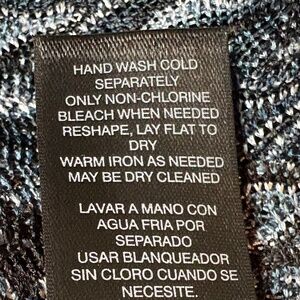 HAND WASH COLD
SEPARATELY
ONLY NON-CHLORINE
BLEACH WHEN NEEDED
RESHAPE, LAY FLAT TO
DRY
WARM IRON AS NEEDED
MAY BE DRY CLEANED
LAVAR A MANO CON
AGUA FRIA POR
SEPARADO
USAR BLANQUEADOR
SIN CLORO CUANDO SE
NECESITE.